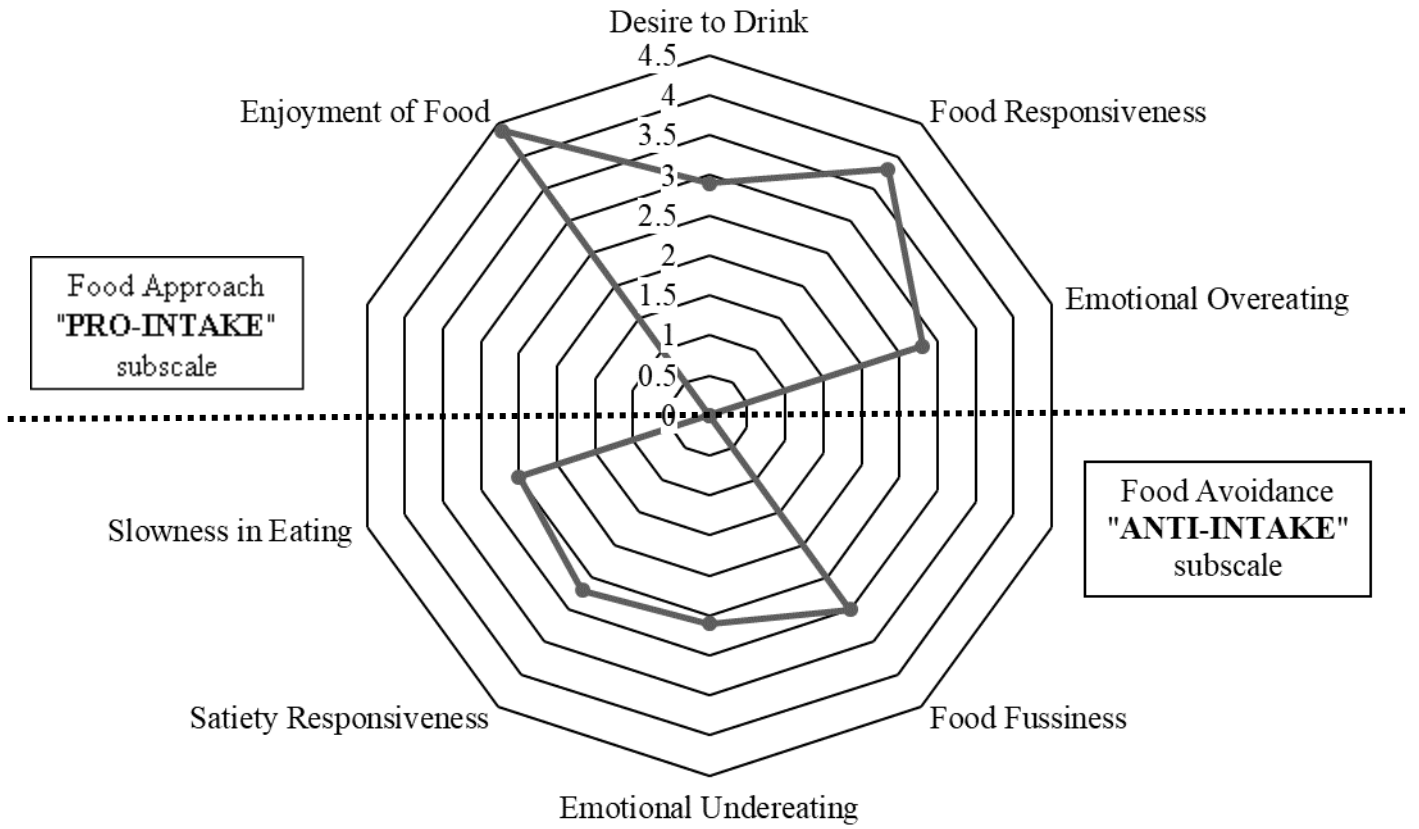 Desire to Drink
4.5
Enjoyment of Food
4
Food Responsiveness
3.5
3
2.5
2
Food Approach
"PRO-INTAKE"
subscale
Emotional Overeating
1.5
1
0.5
0
Slowness in Eating
Food Avoidance
"ANTI-INTAKE"
subscale
Satiety Responsiveness
Food Fussiness
Emotional Undereating